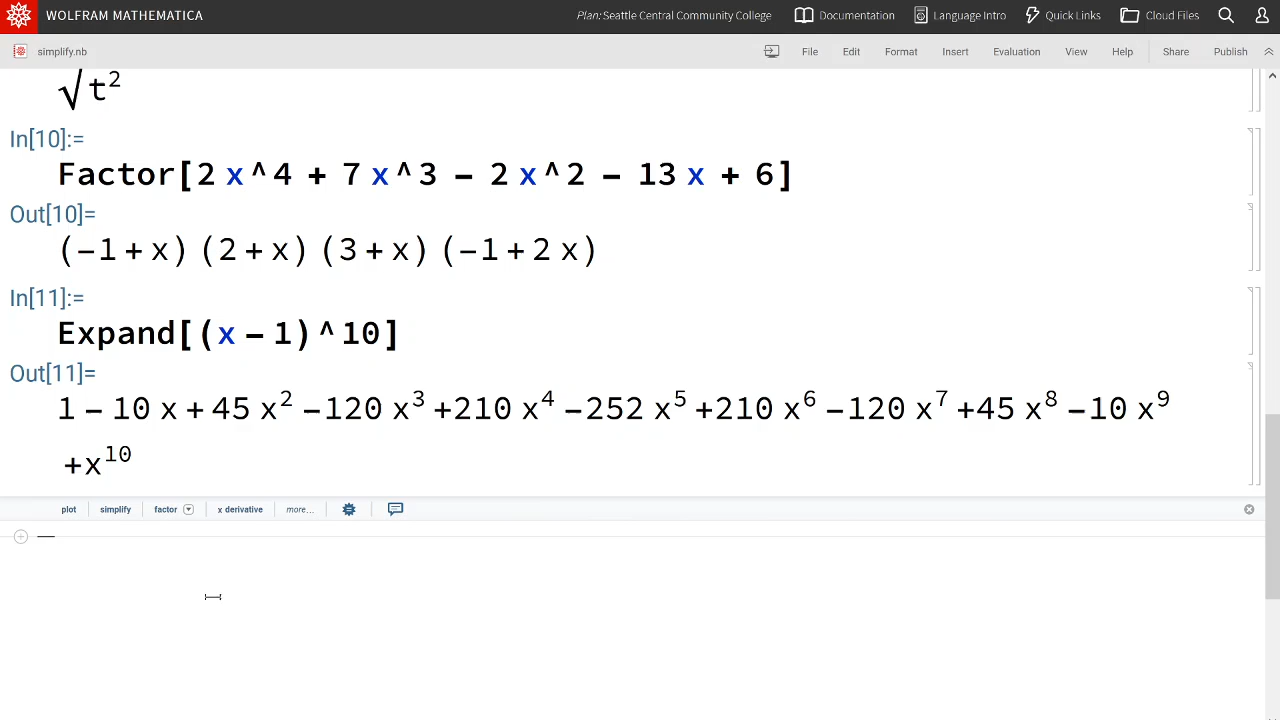 WOLFRAM MATHEMATICA Plan: Seattle Central Community College Documentation Language Intro Quick Links Cloud Files
simplify.nb File Edit Format Insert Evaluation View Help Share Publish
√t²
In[10]:=
Factor[2 x^4 + 7 x^3 - 2 x^2 - 13 x + 6]
Out[10]=
(-1+x) (2+x) (3+x) (-1+2 x)
In[11]:=
Expand[(x-1)^10]
Out[11]=
1 - 10 x + 45 x² -120 x³ +210 x⁴ -252 x⁵ +210 x⁶ -120 x⁷ +45 x⁸ -10 x⁹
+x¹⁰
plot simplify factor x derivative more...